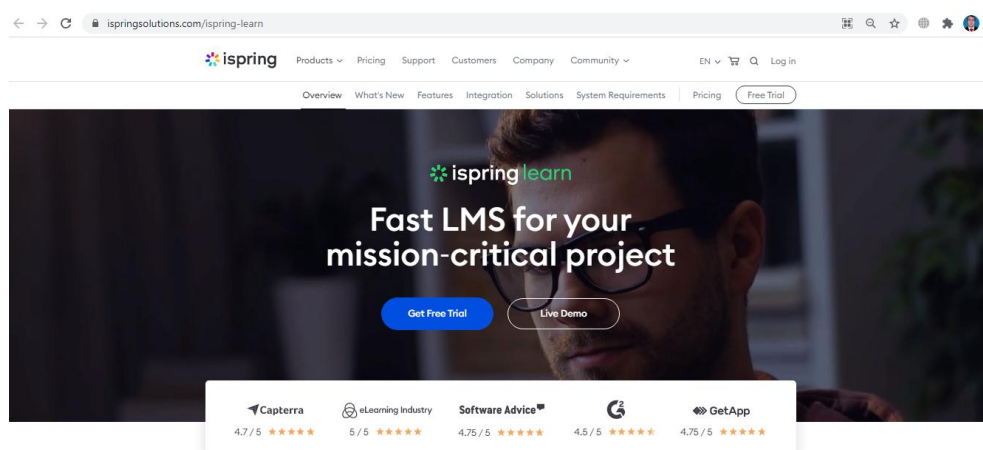 ispringsolutions.com/ispring-learn
ispring Products Pricing Support Customers Company Community EN Log in
Overview What's New Features Integration Solutions System Requirements Pricing Free Trial
ispring learn
Fast LMS for your
mission-critical project
Get Free Trial Live Demo
Capterra eLearning Industry Software Advice G2 GetApp
4.7 / 5 5 / 5 4.75 / 5 4.5 / 5 4.75 / 5